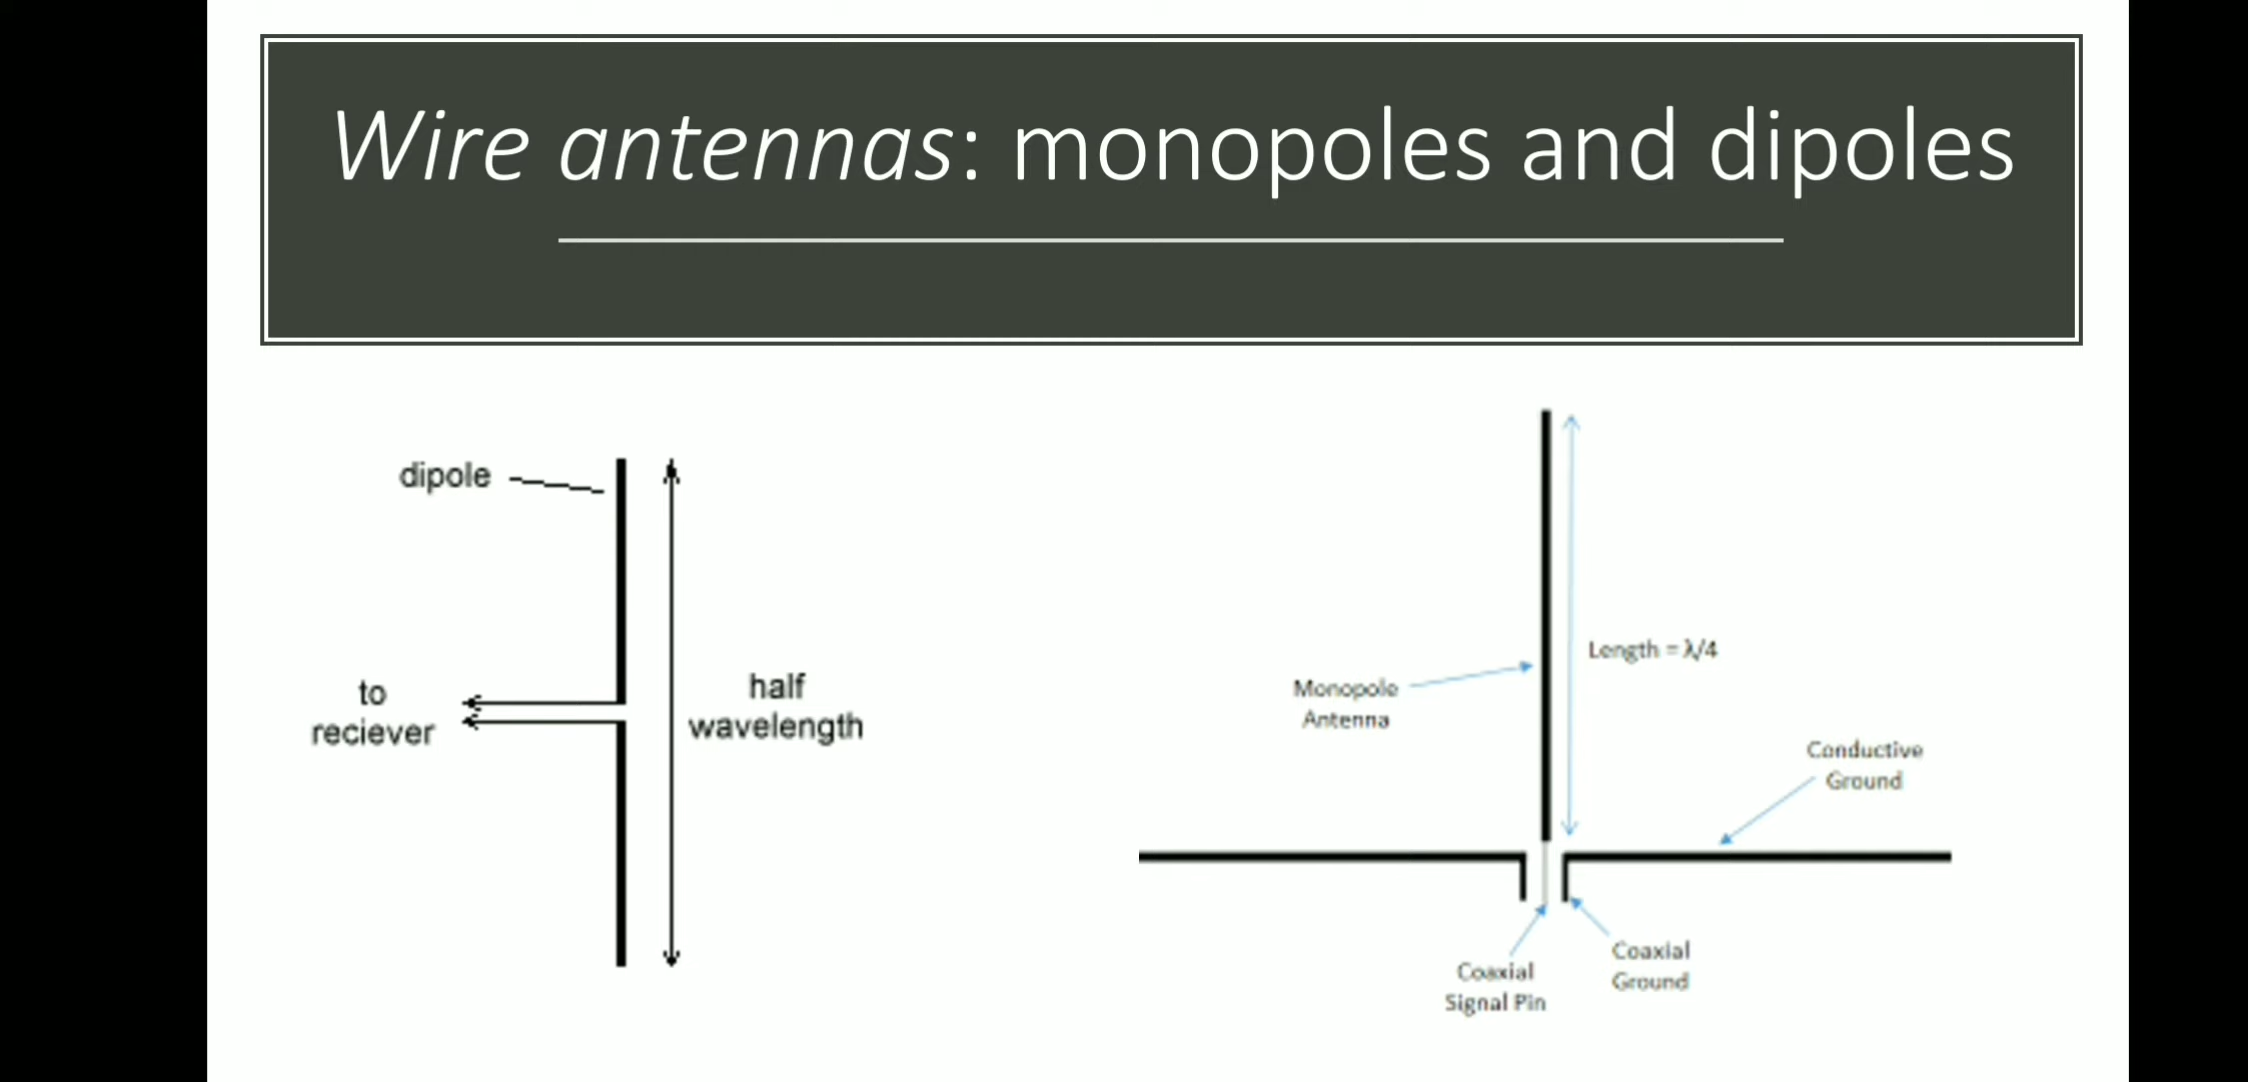 Wire antennas: monopoles and dipoles
dipole
to
reciever
half
wavelength
Monopole
Antenna
Length = λ/4
Conductive
Ground
Coaxial
Signal Pin
Coaxial
Ground